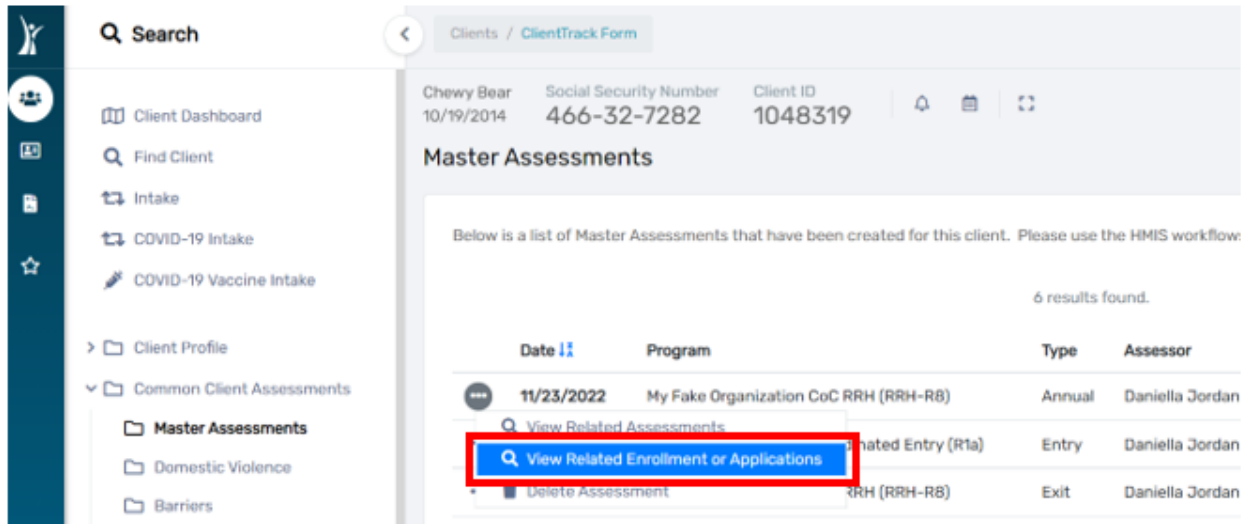 Search
Clients / ClientTrack Form
Chewy Bear
10/19/2014
Social Security Number
466-32-7282
Client ID
1048319
Client Dashboard
Find Client
Intake
COVID-19 Intake
COVID-19 Vaccine Intake
Client Profile
Common Client Assessments
Master Assessments
Domestic Violence
Barriers
Master Assessments
Below is a list of Master Assessments that have been created for this client. Please use the HMIS workflow
6 results found.
Date Program Type Assessor
11/23/2022 My Fake Organization CoC RRH (RRH-R8) Annual Daniella Jordan
View Related Assessments
Entry (R1a) Entry Daniella Jordan
View Related Enrollment or Applications
Delete Assessment
RRH (RRH-R8) Exit Daniella Jordan